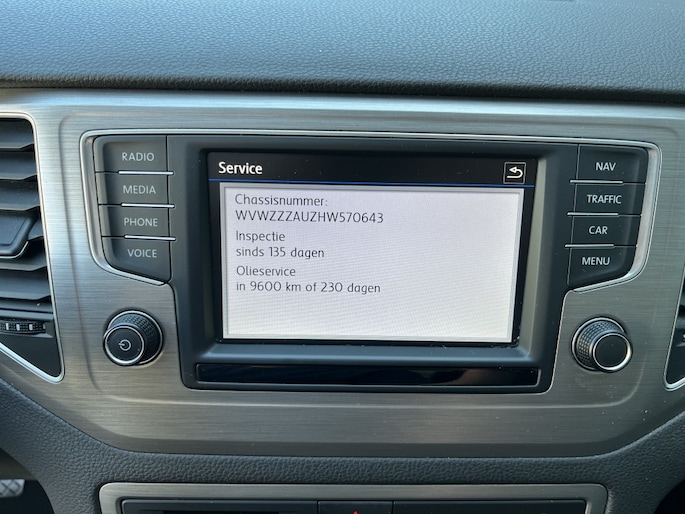 RADIO
MEDIA
PHONE
VOICE
Service
Chassisnummer:
WVWZZZAUZHW570643
Inspectie
sinds 135 dagen
Olieservice
in 9600 km of 230 dagen
NAV
TRAFFIC
CAR
MENU